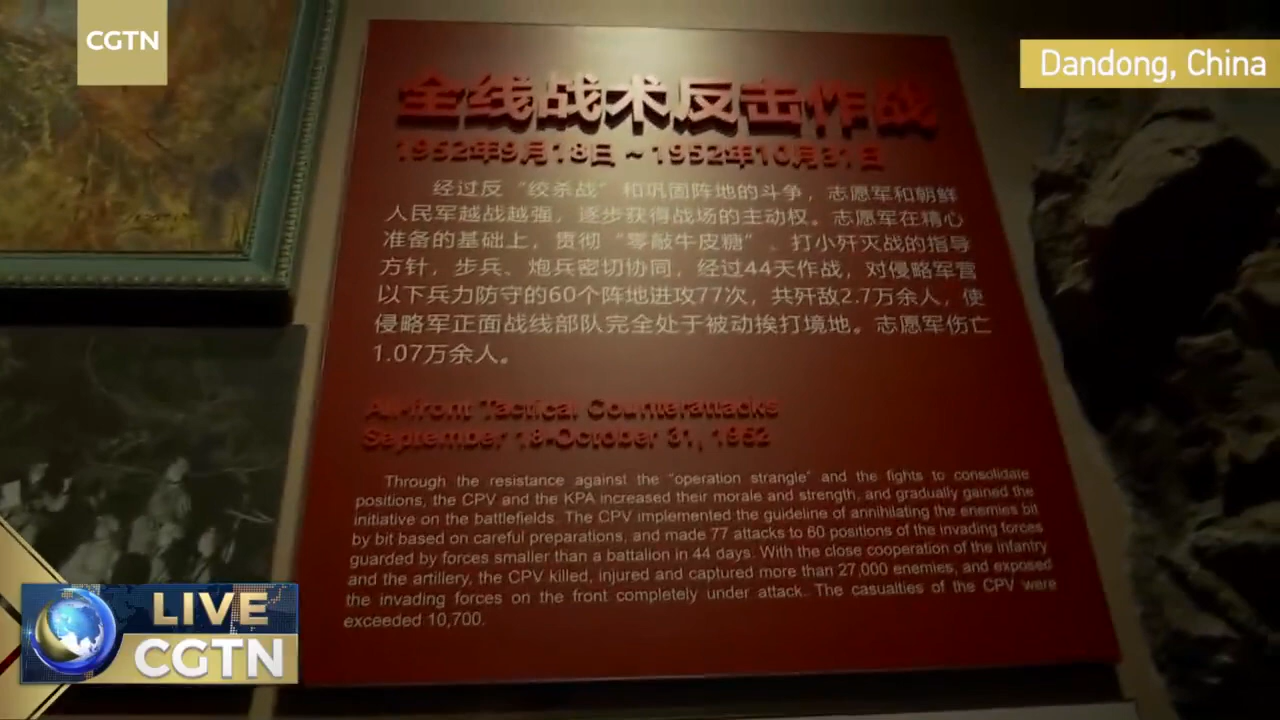 CGTN
Dandong, China
全线战术反击作战
1952年9月18日～1952年10月31日
经过反“绞杀战”和巩固阵地的斗争，志愿军和朝鲜
人民军越战越强，逐步获得战场的主动权。志愿军在精心
准备的基础上，贯彻“零敲牛皮糖”、打小歼灭战的指导
方针，步兵、炮兵密切协同，经过44天作战，对侵略军营
以下兵力防守的60个阵地进攻77次，共歼敌2.7万余人，使
侵略军正面战线部队完全处于被动挨打境地。志愿军伤亡
1.07万余人。
All-front Tactical Counterattacks
September 18-October 31, 1952
Through the resistance against the "operation strangle" and the fights to consolidate
positions, the CPV and the KPA increased their morale and strength, and gradually gained the
initiative on the battlefields. The CPV implemented the guideline of annihilating the enemies bit
by bit based on careful preparations, and made 77 attacks to 60 positions of the invading forces
guarded by forces smaller than a battalion in 44 days. With the close cooperation of the infantry
and the artillery, the CPV killed, injured and captured more than 27,000 enemies, and exposed
the invading forces on the front completely under attack. The casualties of the CPV were
exceeded 10,700.
LIVE
CGTN